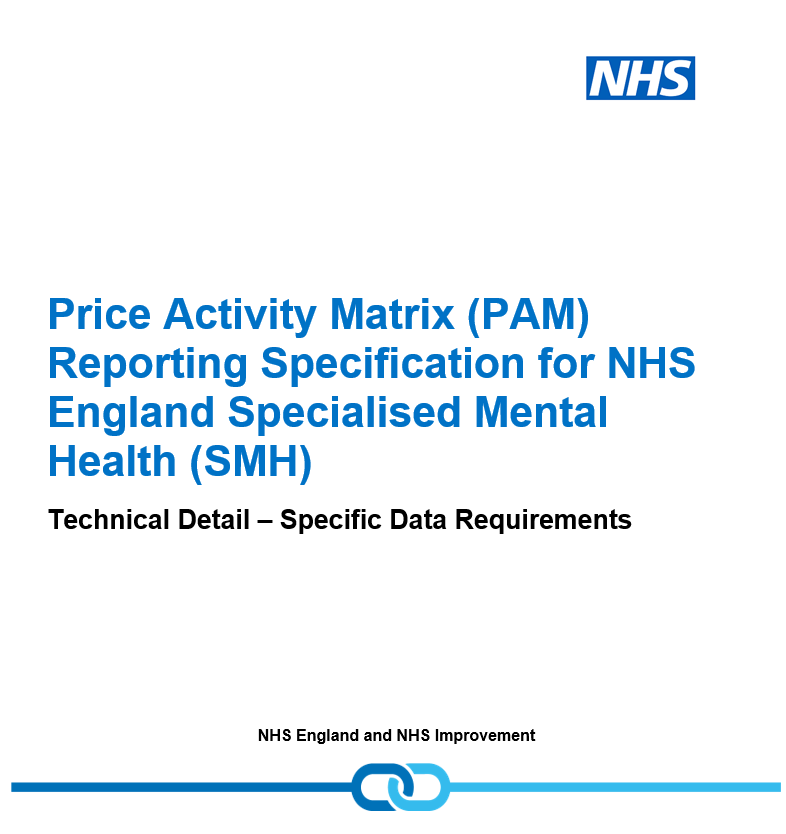 NHS
Price Activity Matrix (PAM)
Reporting Specification for NHS
England Specialised Mental
Health (SMH)
Technical Detail – Specific Data Requirements
NHS England and NHS Improvement